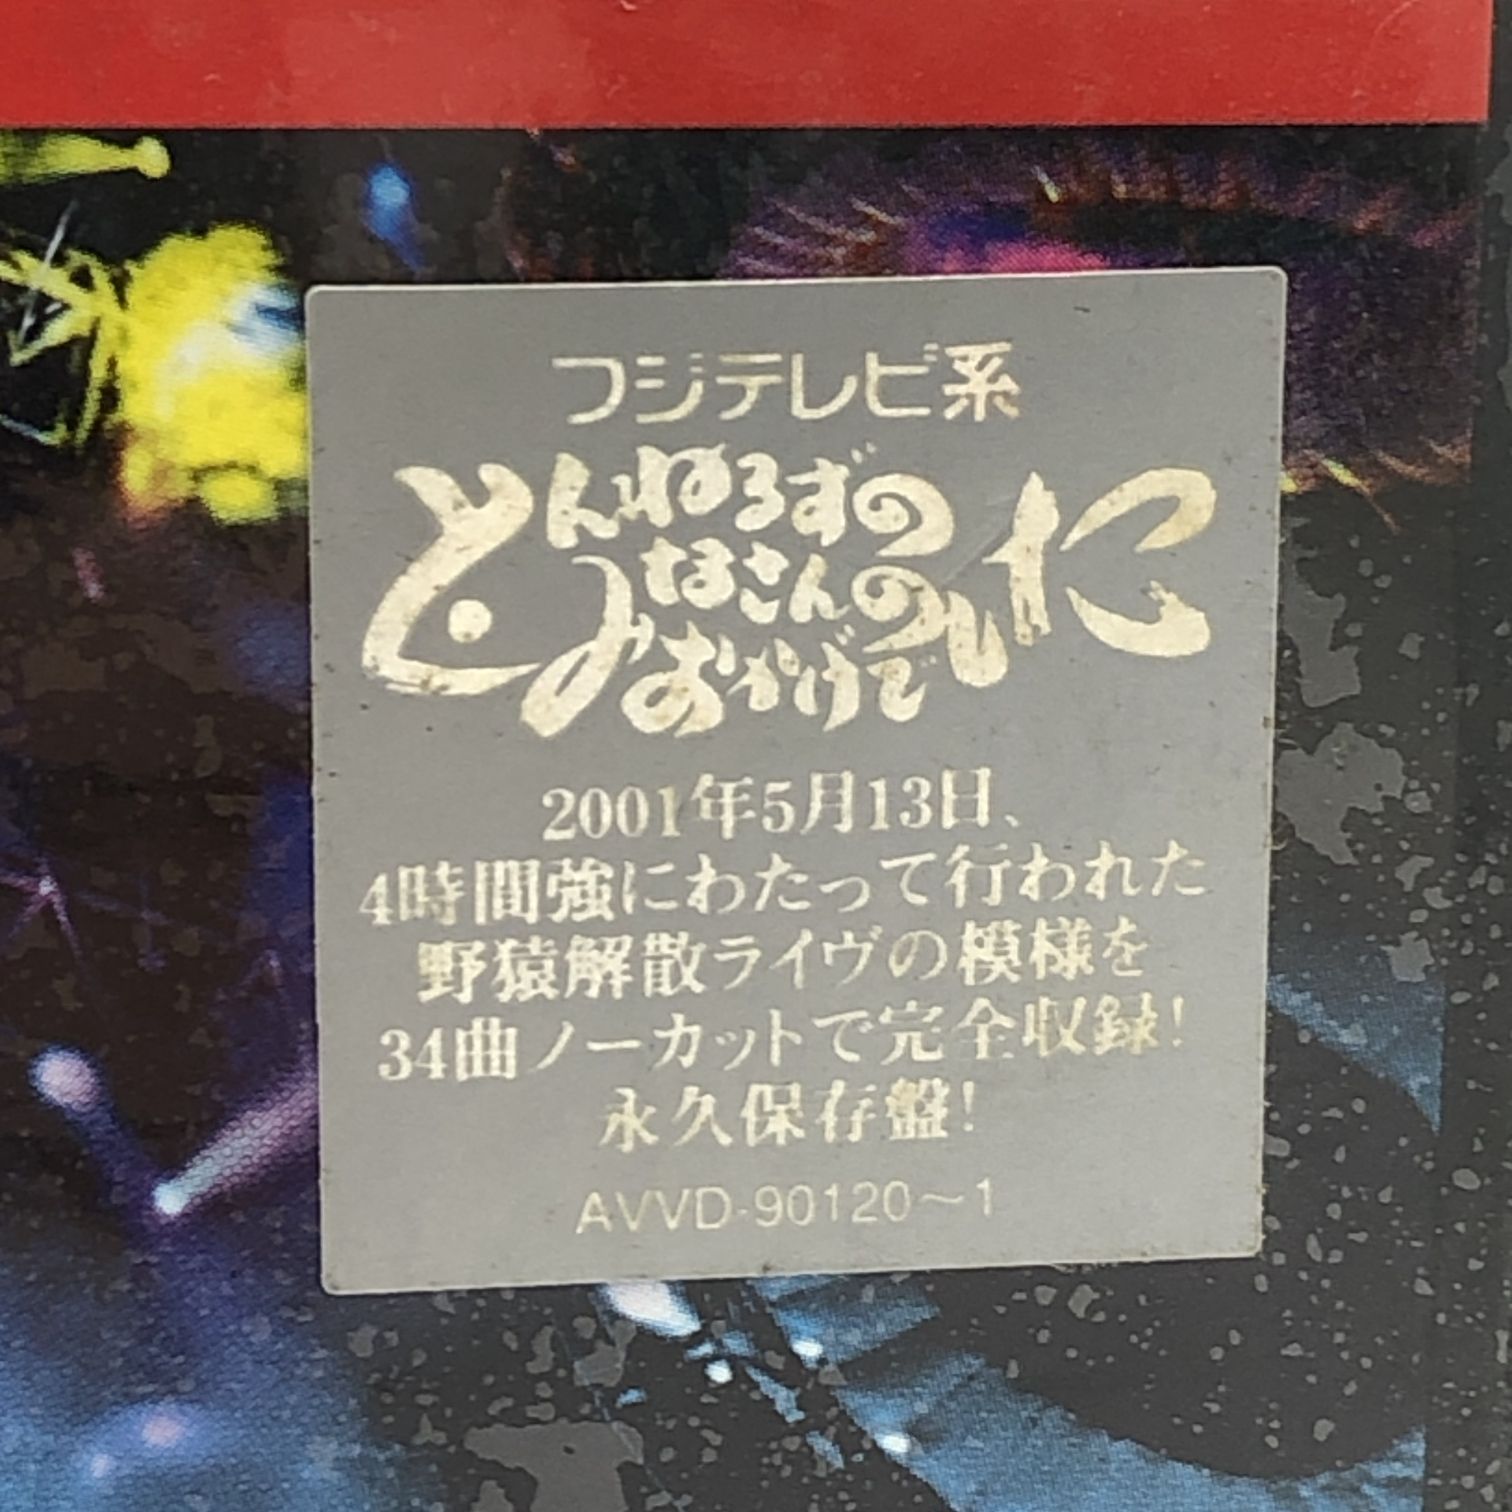 フジテレビ系
とんねるずの
みなさんの
おかげでした
2001年5月13日、
4時間強にわたって行われた
野猿解散ライヴの模様を
34曲ノーカットで完全収録!
永久保存盤!
AVVD-90120～1